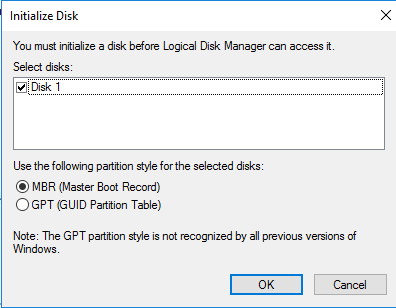 Initialize Disk
You must initialize a disk before Logical Disk Manager can access it.
Select disks:
Disk 1
Use the following partition style for the selected disks:
MBR (Master Boot Record)
GPT (GUID Partition Table)
Note: The GPT partition style is not recognized by all previous versions of
Windows.
OK Cancel